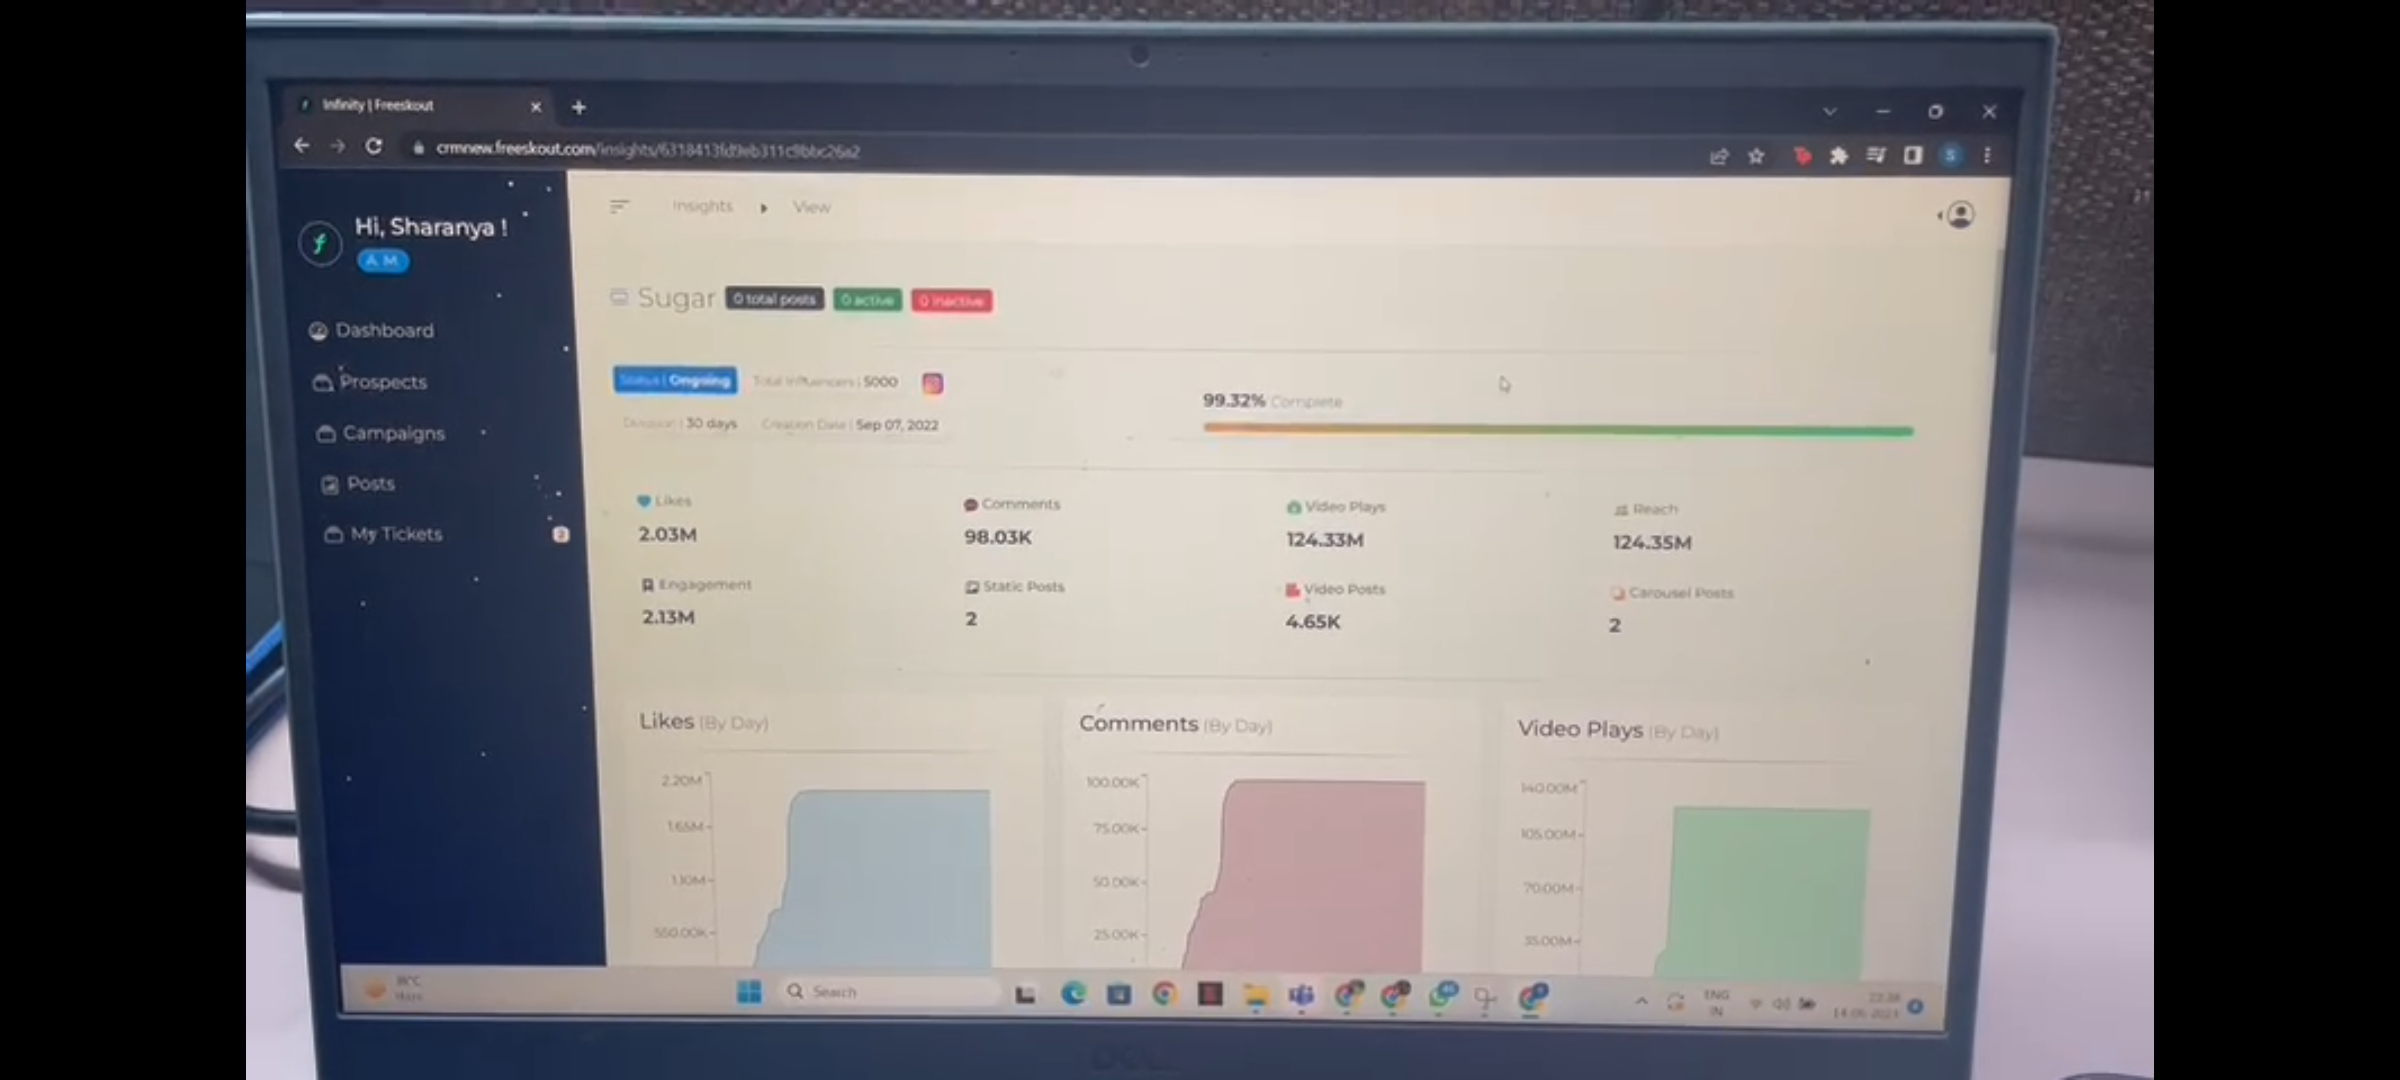 Infinity | Freeskout
crmnew.freeskout.com/insights/6318413fd9eb311c9bbc26a2
S
Hi, Sharanya !
A M
Dashboard
Prospects
Campaigns
Posts
My Tickets
Insights View
Sugar 0 total posts 0 active 0 inactive
Status | Ongoing Total Influencers | 5000
Duration | 30 days Creation Date | Sep 07, 2022
99.32% Complete
Likes Comments Video Plays Reach
2.03M 98.03K 124.33M 124.35M
Engagement Static Posts Video Posts Carousel Posts
2.13M 2 4.65K 2
Likes (By Day)
2.20M
1.65M
1.10M
550.00K
Comments (By Day)
100.00K
75.00K
50.00K
25.00K
Video Plays (By Day)
140.00M
105.00M
70.00M
35.00M
Search
ENG
IN
DELL